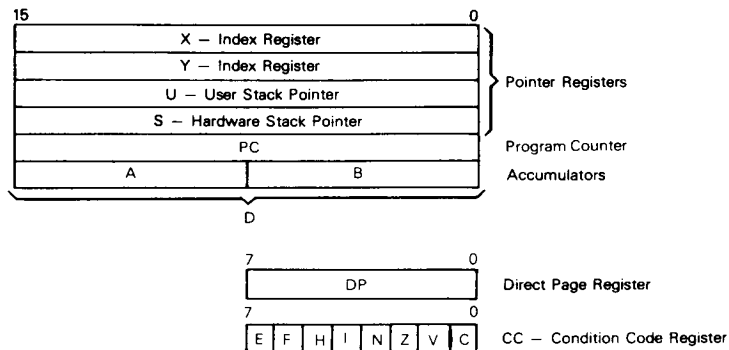 15 0
X – Index Register
Y – Index Register
U – User Stack Pointer
S – Hardware Stack Pointer
Pointer Registers
PC Program Counter
A B Accumulators
D
7 0
DP Direct Page Register
7 0
E F H I N Z V C CC – Condition Code Register